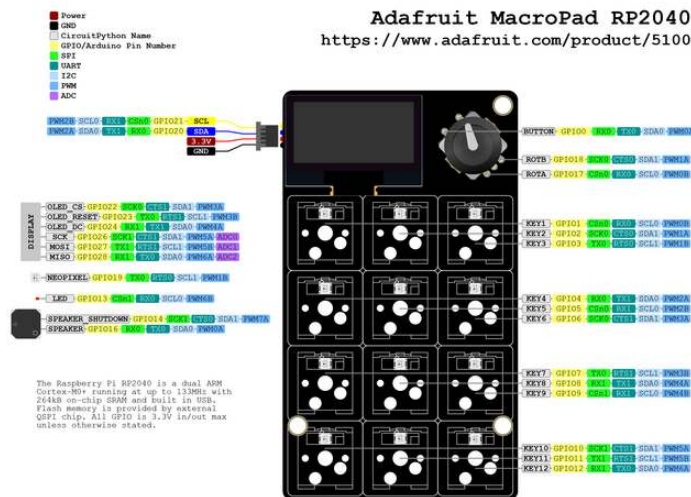 Adafruit MacroPad RP2040
https://www.adafruit.com/product/5100
Power
GND
CircuitPython Name
GPIO/Arduino Pin Number
SPI
UART
I2C
PWM
ADC
PWM2B SCL0 RX1 CSn0 GPIO21 SCL
PWM2A SDA0 TX1 RX0 GPIO20 SDA
3.3V
GND
BUTTON GPIO0 RX0 TX0 SDA0 PWM0A
ROTB GPIO18 SCK0 CTS0 SDA1 PWM1A
ROTA GPIO17 CSn0 RX0 SCL0 PWM0B
DISPLAY
OLED_CS GPIO22 SCK0 CTS1 SDA1 PWM3A
OLED_RESET GPIO23 TX0 RTS1 SCL1 PWM3B
OLED_DC GPIO24 RX1 TX1 SDA0 PWM4A
SCK GPIO26 SCK1 CTS1 SDA1 PWM5A ADC0
MOSI GPIO27 TX1 RTS1 SCL1 PWM5B ADC1
MISO GPIO28 RX1 TX0 SDA0 PWM6A ADC2
NEOPIXEL GPIO19 TX0 RTS0 SCL1 PWM1B
LED GPIO13 CSn1 RX0 SCL0 PWM6B
SPEAKER_SHUTDOWN GPIO14 SCK1 CTS0 SDA1 PWM7A
SPEAKER GPIO16 RX0 TX0 SDA0 PWM0A
KEY1 GPIO1 CSn0 RX0 SCL0 PWM0B
KEY2 GPIO2 SCK0 CTS0 SDA1 PWM1A
KEY3 GPIO3 TX0 RTS0 SCL1 PWM1B
KEY4 GPIO4 RX0 TX1 SDA0 PWM2A
KEY5 GPIO5 CSn0 RX1 SCL0 PWM2B
KEY6 GPIO6 SCK0 CTS1 SDA1 PWM3A
KEY7 GPIO7 TX0 RTS1 SCL1 PWM3B
KEY8 GPIO8 RX1 TX1 SDA0 PWM4A
KEY9 GPIO9 CSn1 RX1 SCL0 PWM4B
KEY10 GPIO10 SCK1 CTS1 SDA1 PWM5A
KEY11 GPIO11 TX1 RTS1 SCL1 PWM5B
KEY12 GPIO12 RX1 TX0 SDA0 PWM6A
The Raspberry Pi RP2040 is a dual ARM
Cortex-M0+ running at up to 133MHz with
264kB on-chip SRAM and built in USB.
Flash memory is provided by external
QSPI chip. All GPIO is 3.3V in/out max
unless otherwise stated.